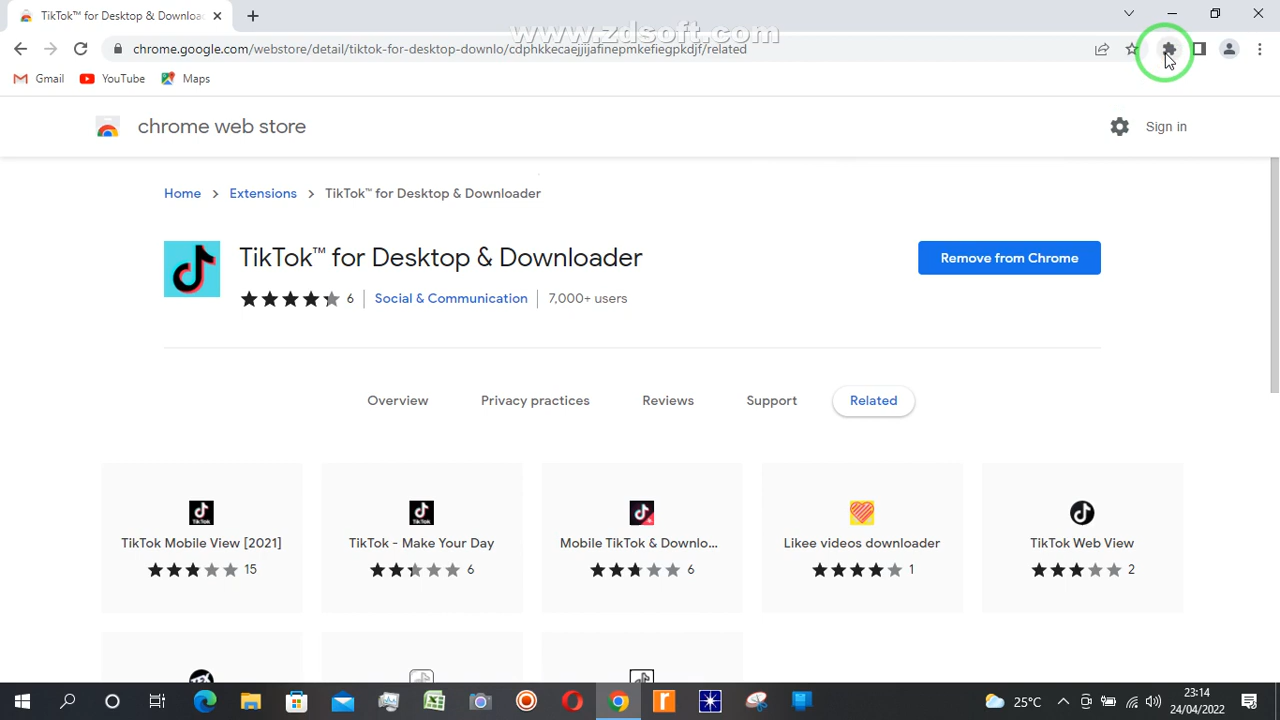 TikTok™ for Desktop & Downloa
www.zdsoft.com
chrome.google.com/webstore/detail/tiktok-for-desktop-downlo/cdphkkecaejjijafinepmkefiegpkdjf/related
Gmail YouTube Maps
chrome web store Sign in
Home Extensions TikTok™ for Desktop & Downloader
TikTok™ for Desktop & Downloader Remove from Chrome
6 Social & Communication 7,000+ users
Overview Privacy practices Reviews Support Related
TikTok Mobile View [2021] TikTok - Make Your Day Mobile TikTok & Downlo... Likee videos downloader TikTok Web View
15 6 6 1 2
25°C 23:14
24/04/2022